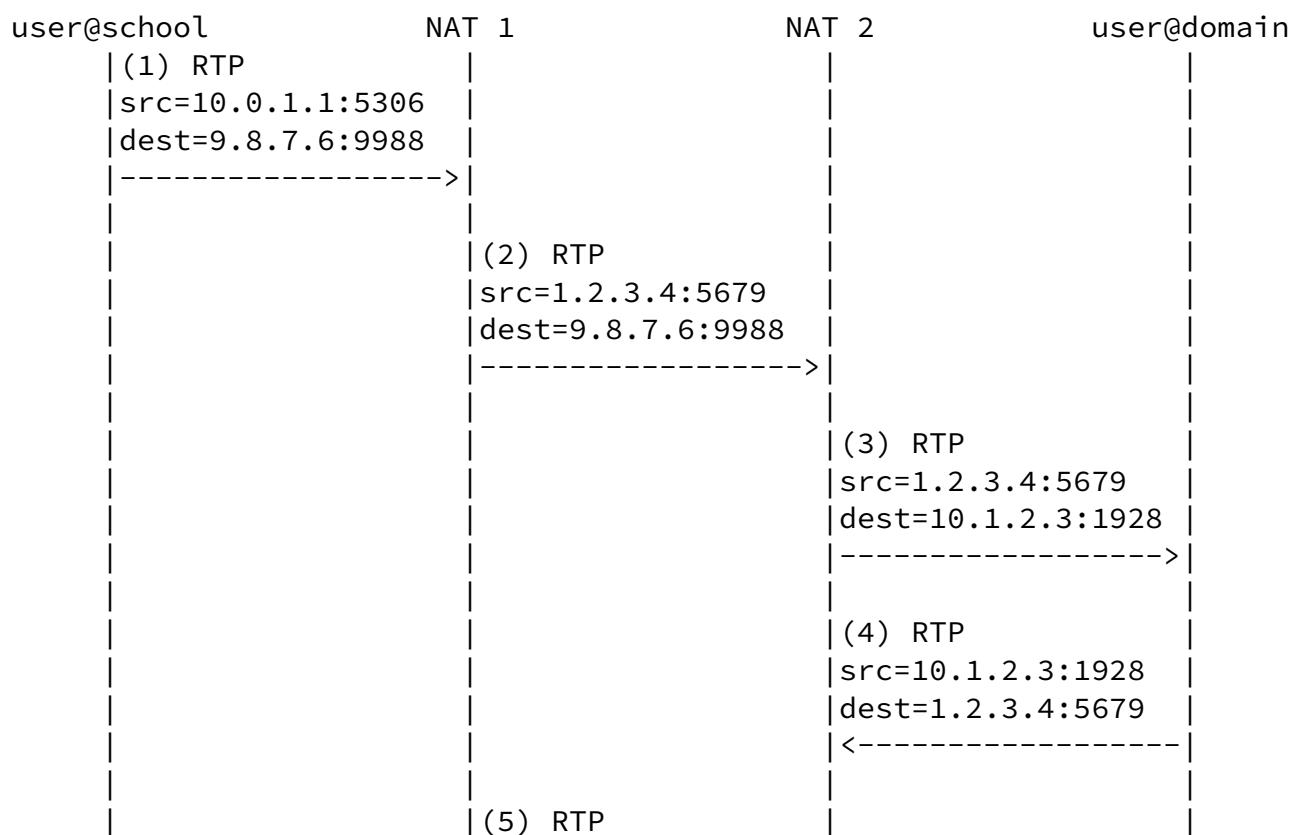 user@school NAT 1 NAT 2 user@domain
|(1) RTP | | |
|src=10.0.1.1:5306 | | |
|dest=9.8.7.6:9988 | | |
|------------------>| | |
| | | |
| |(2) RTP | |
| |src=1.2.3.4:5679 | |
| |dest=9.8.7.6:9988 | |
| |------------------>| |
| | | |
| | |(3) RTP |
| | |src=1.2.3.4:5679 |
| | |dest=10.1.2.3:1928 |
| | |------------------>|
| | | |
| | |(4) RTP |
| | |src=10.1.2.3:1928 |
| | |dest=1.2.3.4:5679 |
| | |<------------------|
| | | |
| |(5) RTP | |